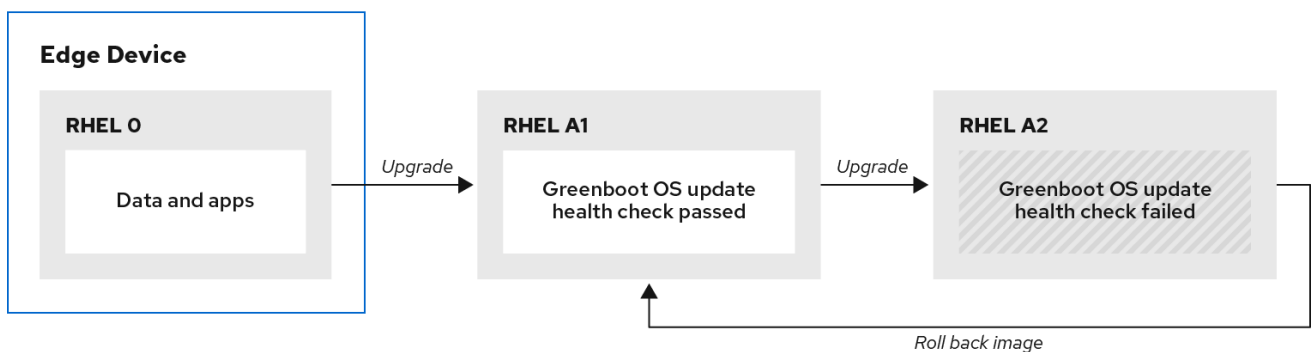 Edge Device
RHEL 0
Data and apps
Upgrade
RHEL A1
Greenboot OS update
health check passed
Upgrade
RHEL A2
Greenboot OS update
health check failed
Roll back image